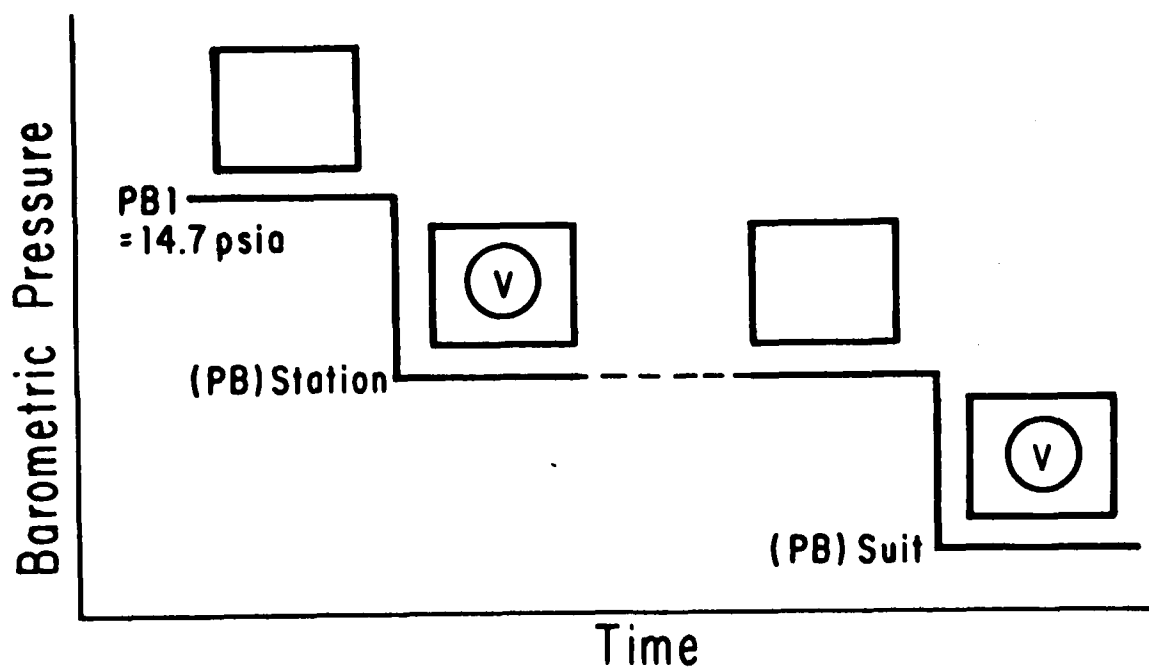 Barometric Pressure
PB1
=14.7 psia
V
(PB) Station
V
(PB) Suit
Time